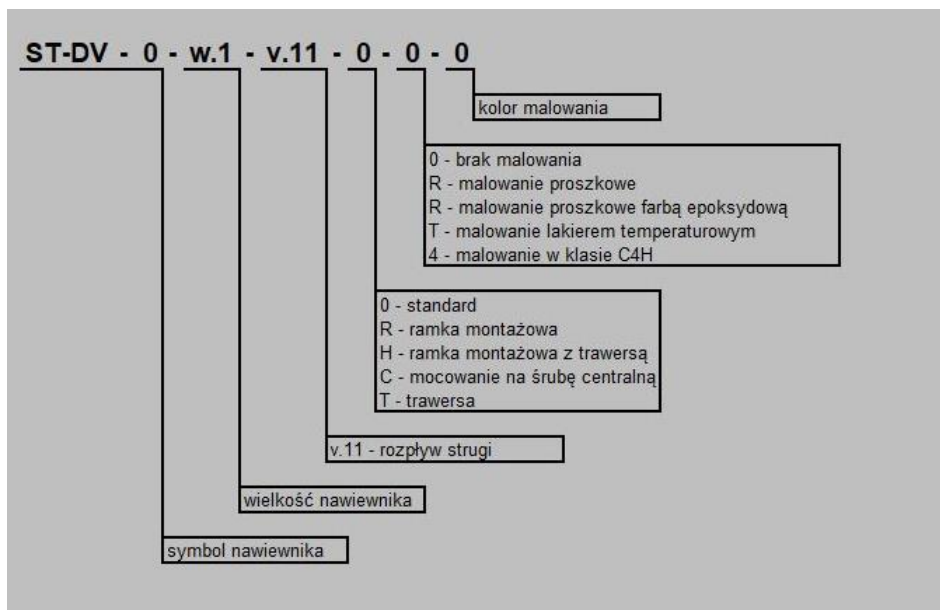 ST-DV - 0 - w.1 - v.11 - 0 - 0 - 0
kolor malowania
0 - brak malowania
R - malowanie proszkowe
R - malowanie proszkowe farbą epoksydową
T - malowanie lakierem temperaturowym
4 - malowanie w klasie C4H
0 - standard
R - ramka montażowa
H - ramka montażowa z trawersą
C - mocowanie na śrubę centralną
T - trawersa
v.11 - rozpływ strugi
wielkość nawiewnika
symbol nawiewnika